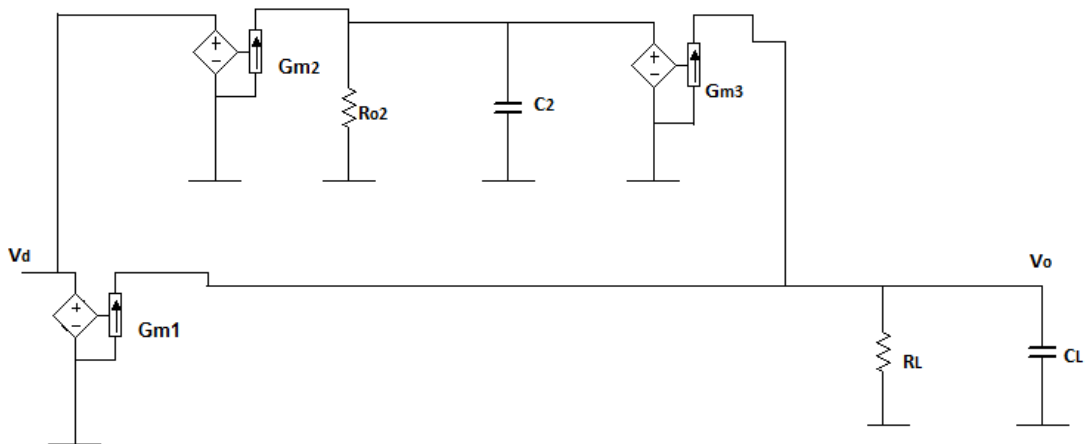 Gm2
Ro2
C2
Gm3
Vd
Vo
Gm1
RL
CL
+
−
+
−
+
−